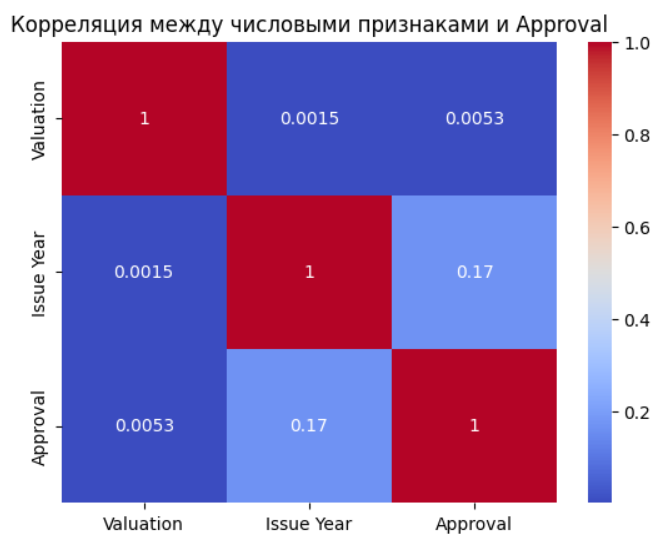 Корреляция между числовыми признаками и Approval
1.0
Valuation
1
0.0015
0.0053
0.8
Issue Year
0.0015
1
0.17
0.6
0.4
Approval
0.0053
0.17
1
0.2
Valuation
Issue Year
Approval